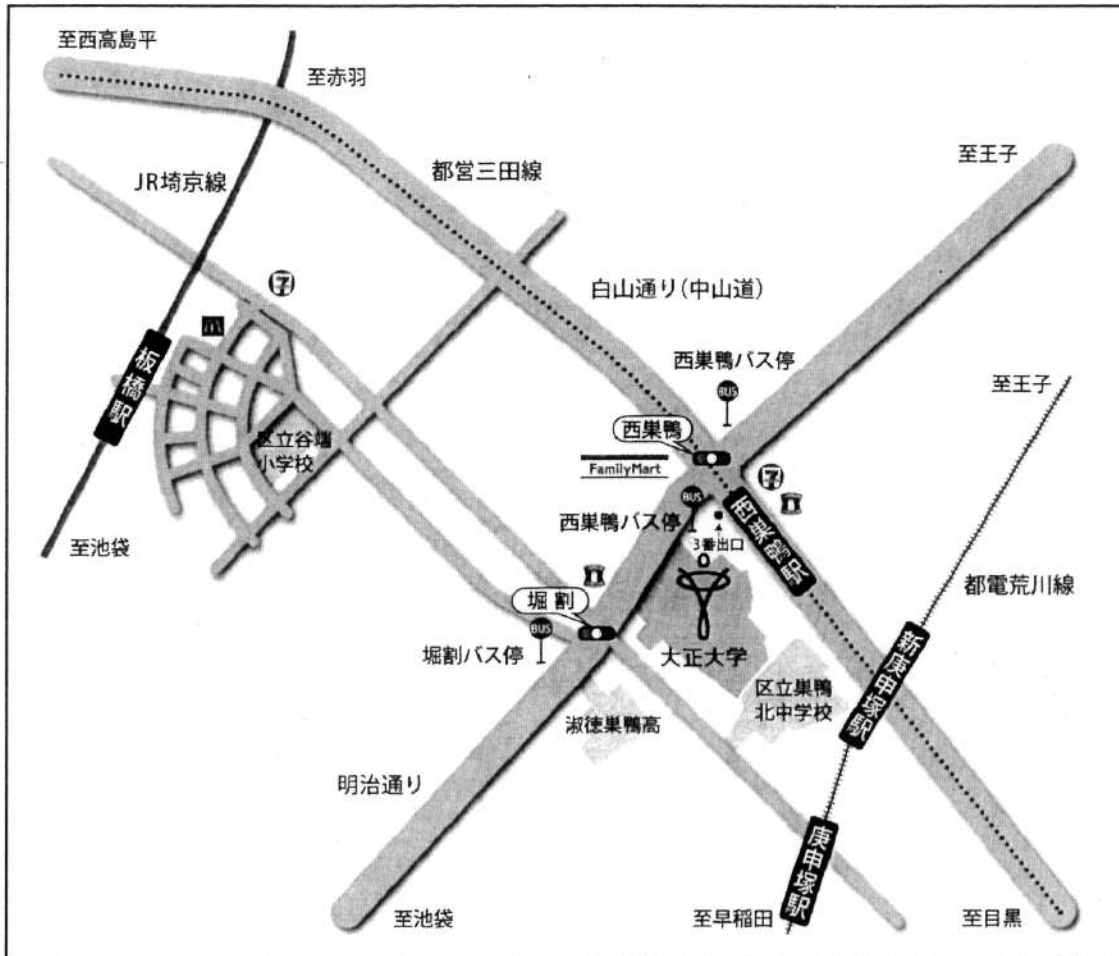 至西高島平
至赤羽
都営三田線
至王子
JR埼京線
白山通り(中山道)
西巣鴨バス停
BUS
至王子
板橋駅
西巣鴨
区立谷端
小学校
FamilyMart
BUS
西巣鴨バス停
3番出口
西巣鴨駅
至池袋
都電荒川線
堀割
BUS
堀割バス停
大正大学
新庚申塚駅
区立巣鴨
北中学校
淑徳巣鴨高
明治通り
庚申塚駅
至池袋
至早稲田
至目黒